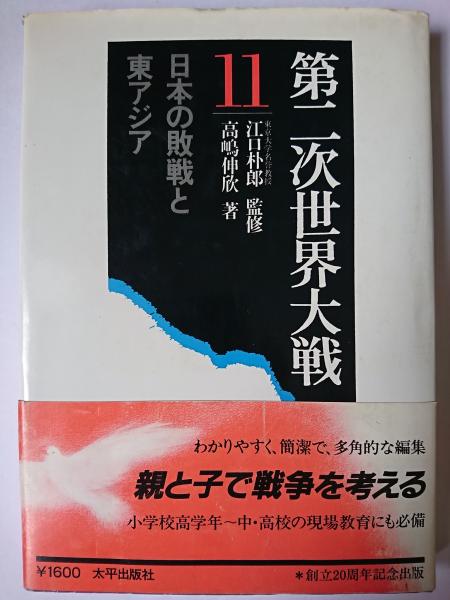 第二次世界大戦
11
東京大学名誉教授
江口朴郎 監修
高嶋伸欣 著
日本の敗戦と
東アジア
わかりやすく、簡潔で、多角的な編集
親と子で戦争を考える
小学校高学年〜中・高校の現場教育にも必備
¥1600 太平出版社
*創立20周年記念出版